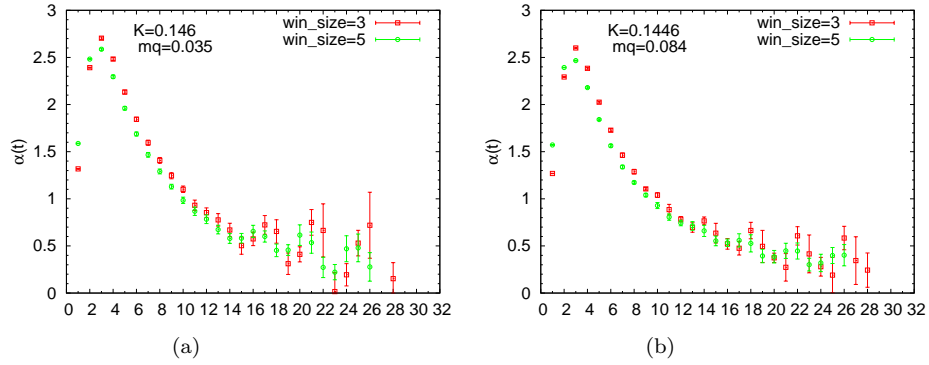 K=0.146
mq=0.035
win_size=3
win_size=5
α(t)
3
2.5
2
1.5
1
0.5
0
0 2 4 6 8 10 12 14 16 18 20 22 24 26 28 32
(a)
K=0.1446
mq=0.084
win_size=3
win_size=5
α(t)
3
2.5
2
1.5
1
0.5
0
0 2 4 6 8 10 12 14 16 18 20 22 24 26 28 32
(b)